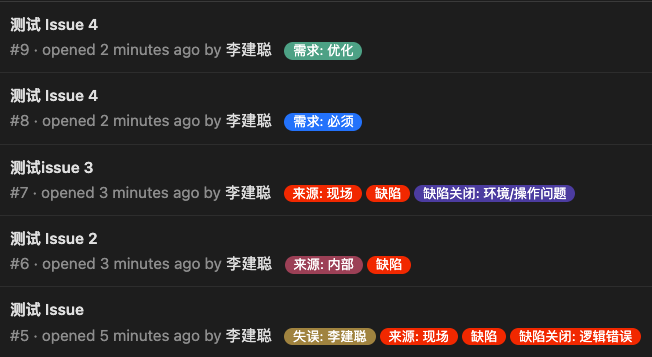 测试 Issue 4
#9 · opened 2 minutes ago by 李建聪 需求: 优化
测试 Issue 4
#8 · opened 2 minutes ago by 李建聪 需求: 必须
测试issue 3
#7 · opened 3 minutes ago by 李建聪 来源: 现场 缺陷 缺陷关闭: 环境/操作问题
测试 Issue 2
#6 · opened 3 minutes ago by 李建聪 来源: 内部 缺陷
测试 Issue
#5 · opened 5 minutes ago by 李建聪 失误: 李建聪 来源: 现场 缺陷 缺陷关闭: 逻辑错误